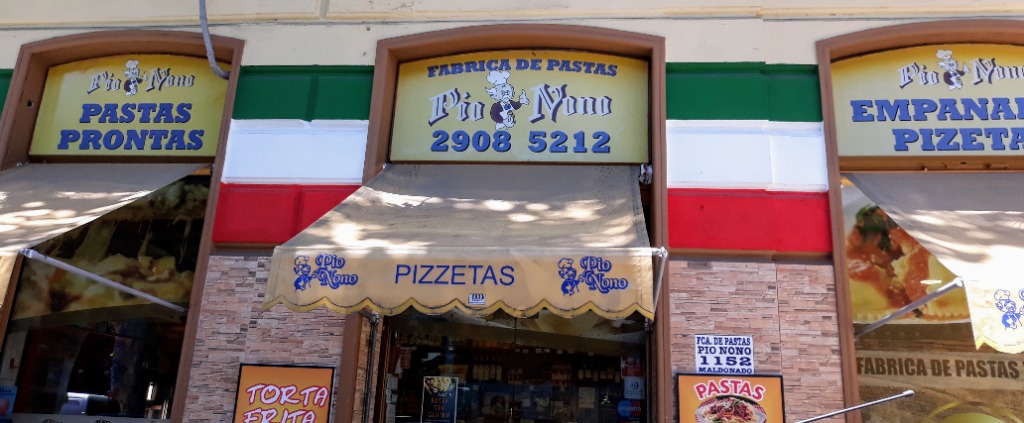 Pio Nono
PASTAS
PRONTAS
FABRICA DE PASTAS
Pio Nono
2908 5212
Pio Nono
EMPANA
PIZETA
Pio
Nono
PIZZETAS
Pio
Nono
TORTA
FRITA
FCA. DE PASTAS
PIO NONO
1152
MALDONADO
PASTAS
FABRICA DE PASTAS